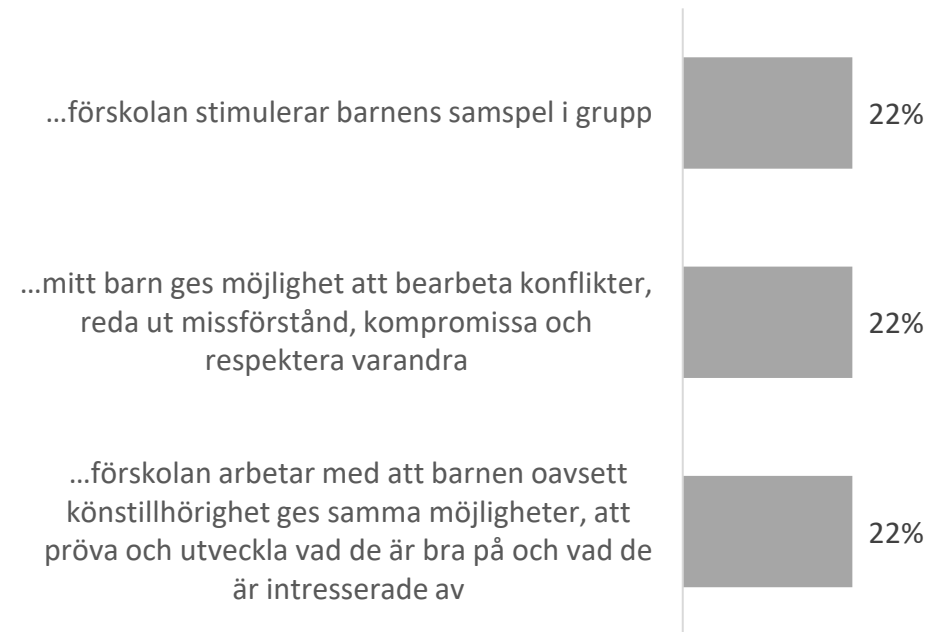 …förskolan stimulerar barnens samspel i grupp
22%
…mitt barn ges möjlighet att bearbeta konflikter,
reda ut missförstånd, kompromissa och
respektera varandra
22%
…förskolan arbetar med att barnen oavsett
könstillhörighet ges samma möjligheter, att
pröva och utveckla vad de är bra på och vad de
är intresserade av
22%